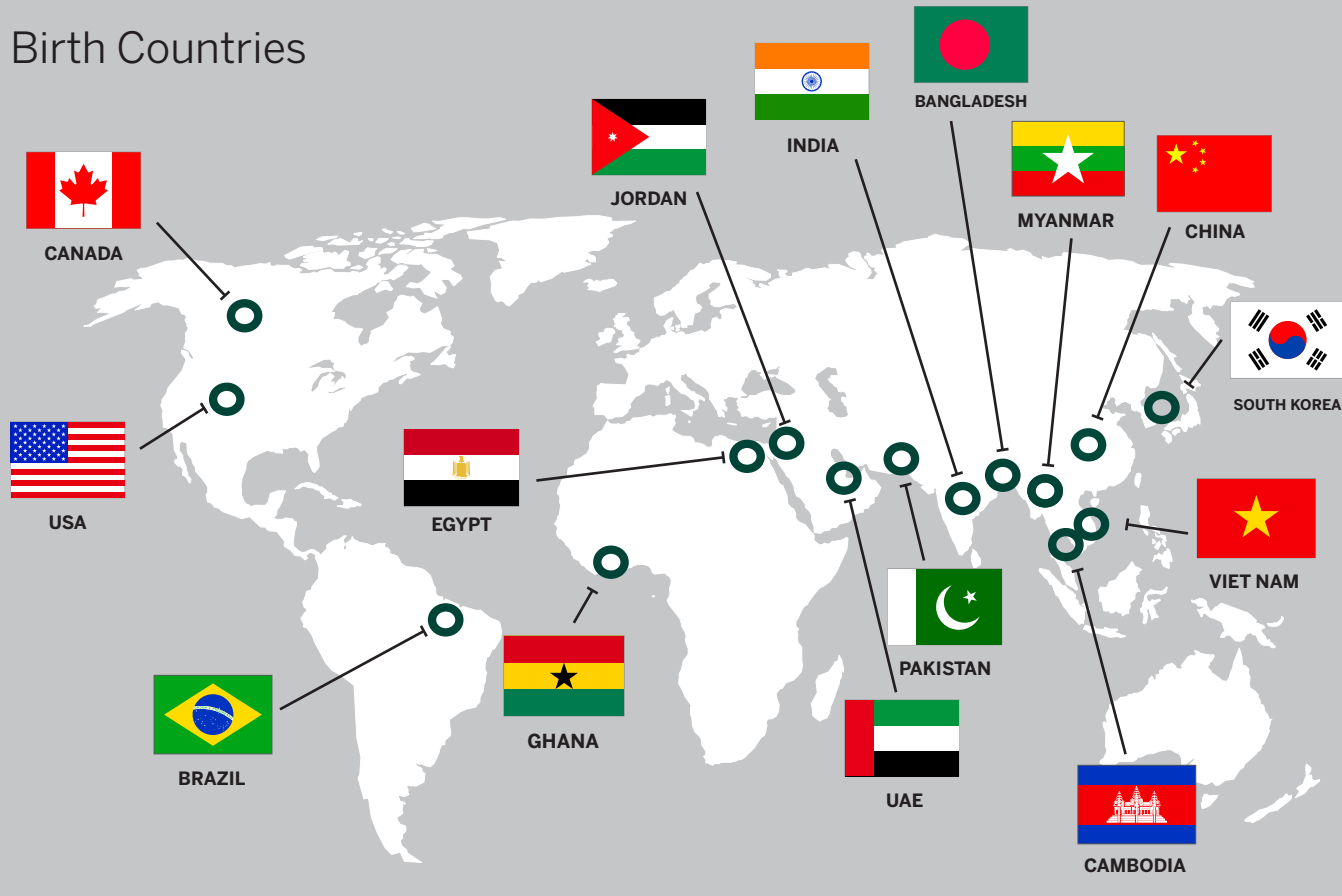 Birth Countries
BANGLADESH
INDIA
JORDAN
MYANMAR
CHINA
CANADA
SOUTH KOREA
USA
EGYPT
VIET NAM
PAKISTAN
GHANA
BRAZIL
UAE
CAMBODIA